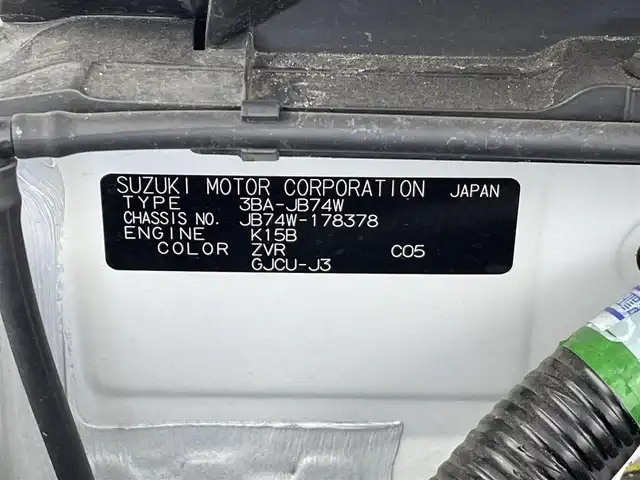 SUZUKI MOTOR CORPORATION JAPAN
TYPE 3BA-JB74W
CHASSIS NO. JB74W-178378
ENGINE K15B
COLOR ZVR C05
GJCU-J3